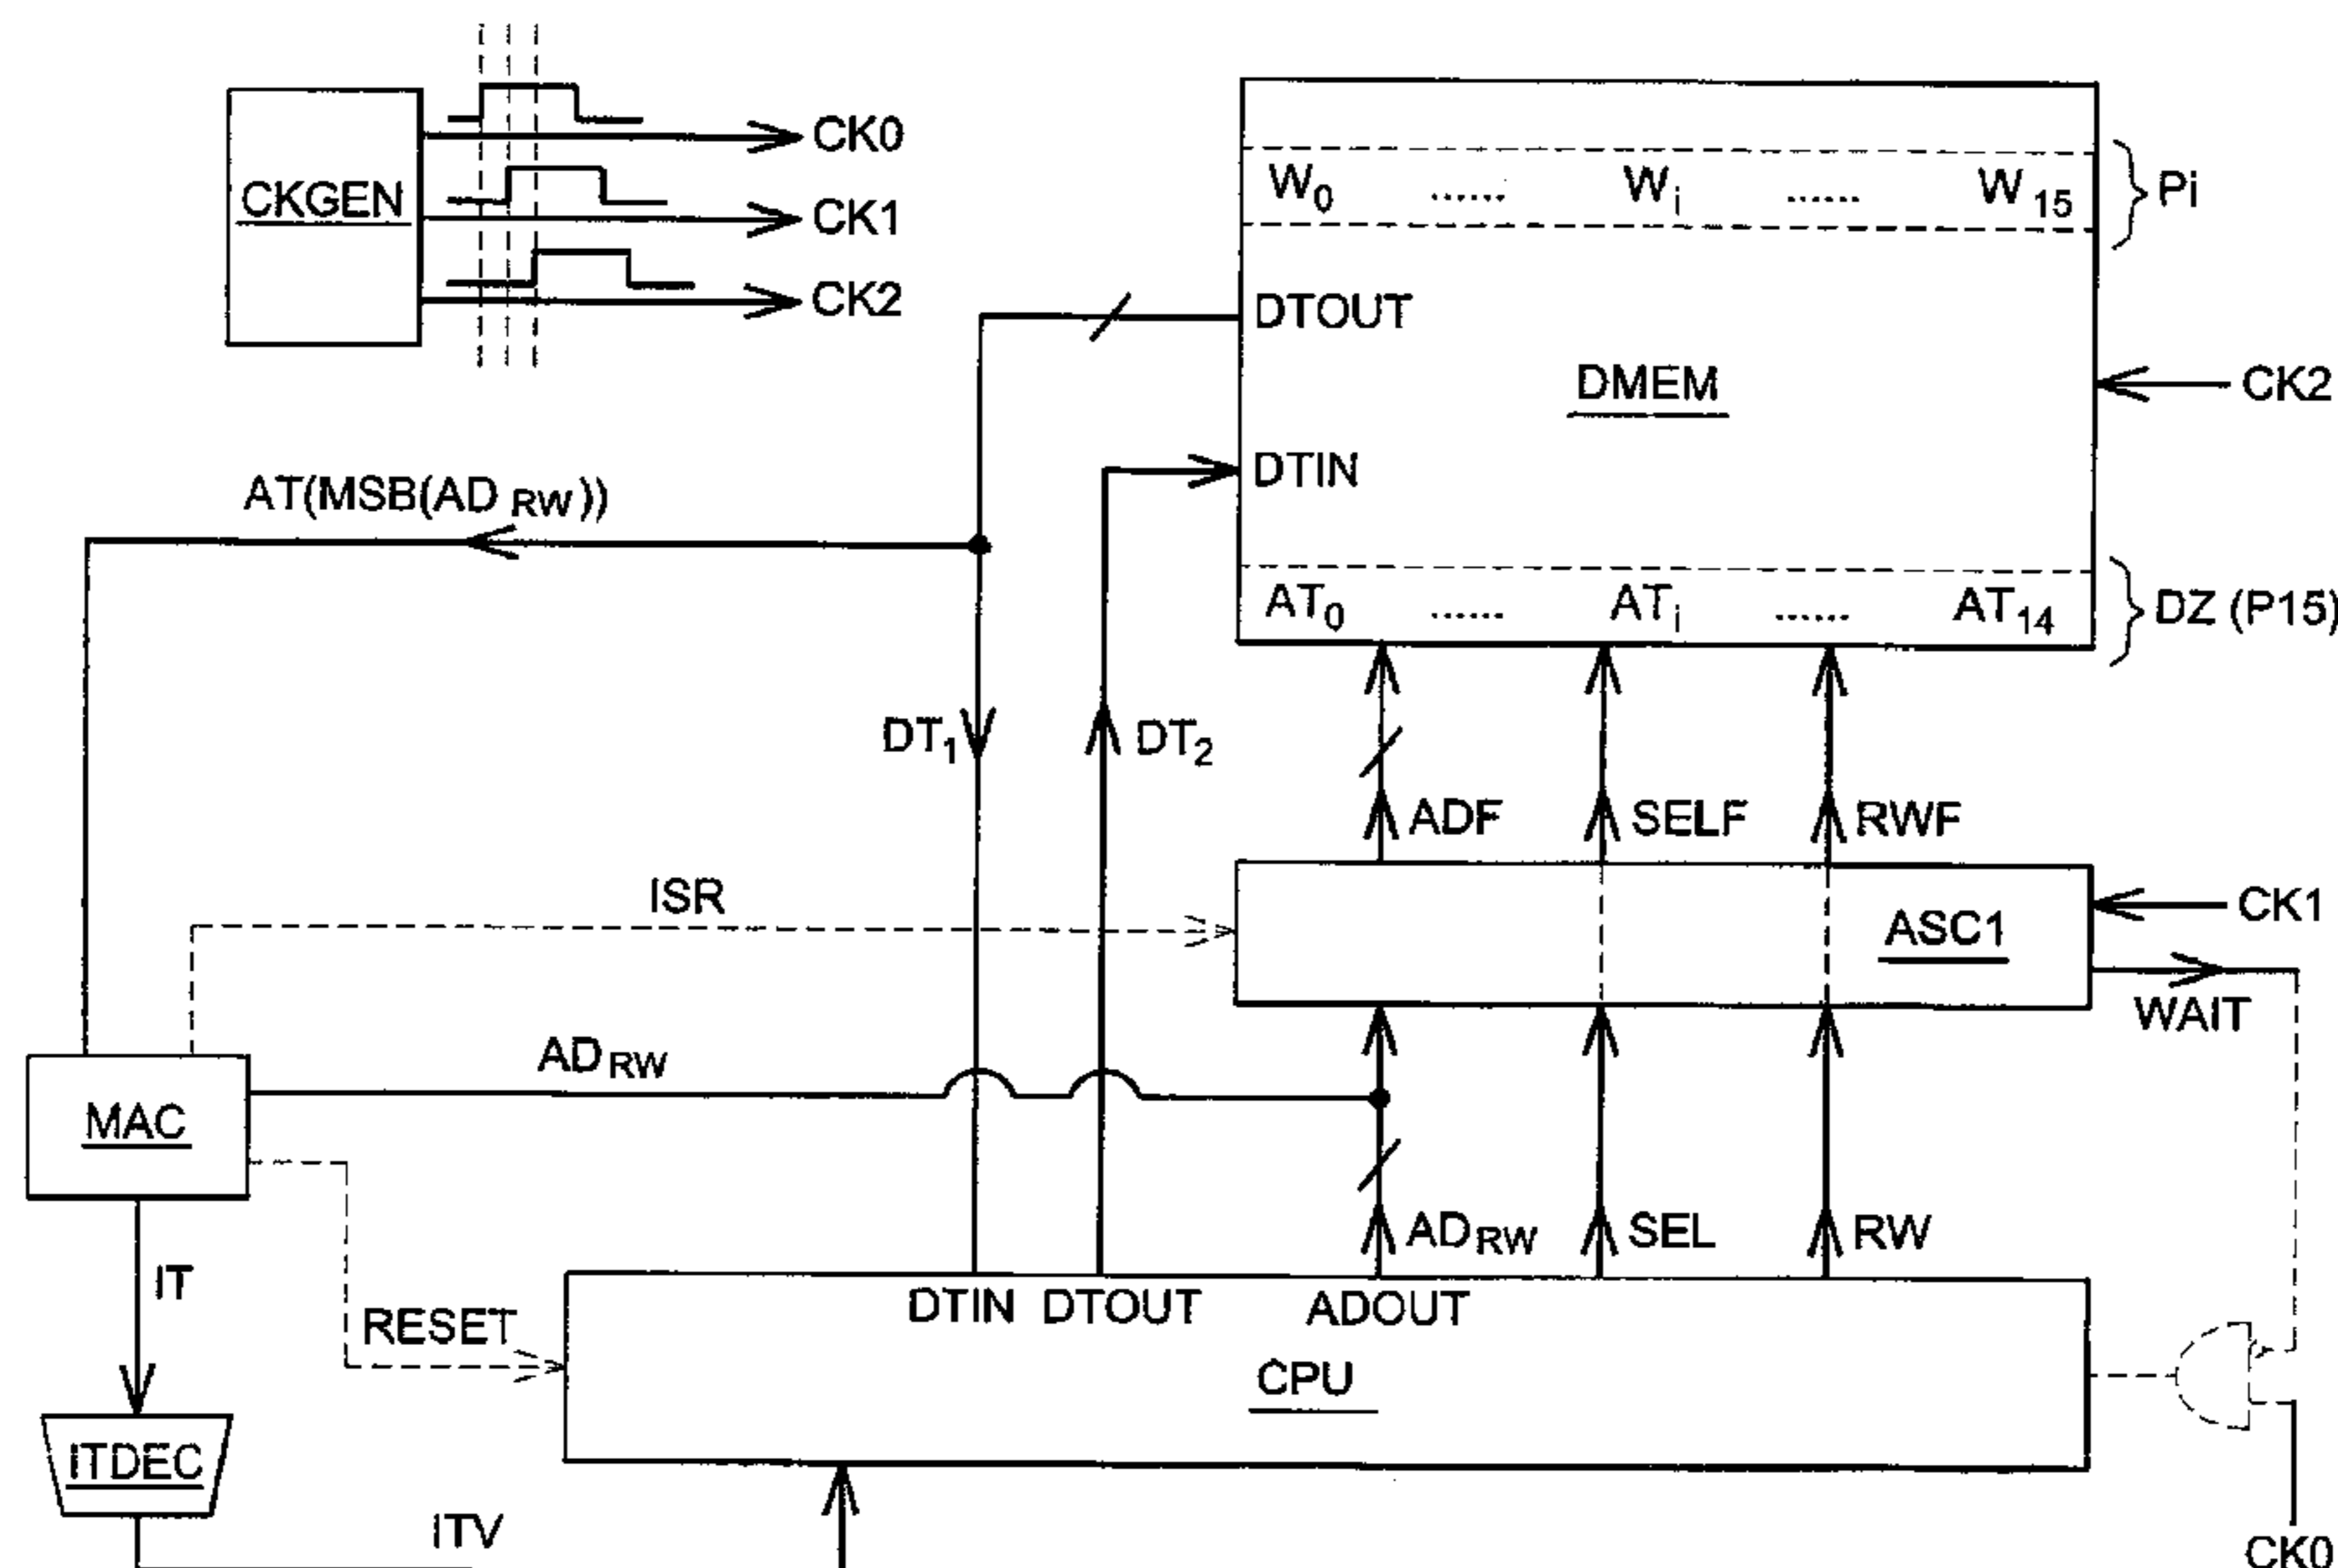 CKGEN
CK0
CK1
CK2
W0 ...... Wi ...... W15
Pi
DTOUT
DMEM
CK2
DTIN
AT(MSB(AD RW))
AT0 ...... ATi ...... AT14
DZ (P15)
DT1
DT2
ADF
SELF
RWF
ISR
ASC1
CK1
WAIT
ADRW
MAC
ADRW
SEL
RW
IT
RESET
DTIN DTOUT ADOUT
CPU
ITDEC
ITV
CK0